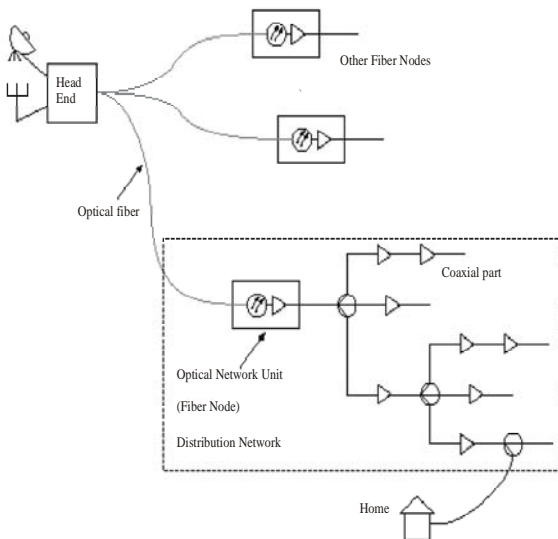 Other Fiber Nodes
Head
End
Optical fiber
Coaxial part
Optical Network Unit
(Fiber Node)
Distribution Network
Home